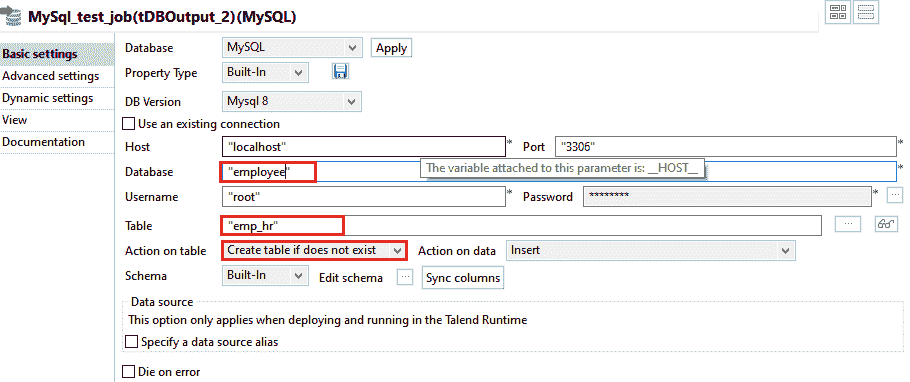 MySql_test_job(tDBOutput_2)(MySQL)
Basic settings
Advanced settings
Dynamic settings
View
Documentation
Database MySQL Apply
Property Type Built-In
DB Version Mysql 8
Use an existing connection
Host "localhost" * Port "3306" *
Database "employee" *
The variable attached to this parameter is: __HOST__
Username "root" * Password ******** * ...
Table "emp_hr" ...
Action on table Create table if does not exist Action on data Insert
Schema Built-In Edit schema ... Sync columns
Data source
This option only applies when deploying and running in the Talend Runtime
Specify a data source alias
Die on error